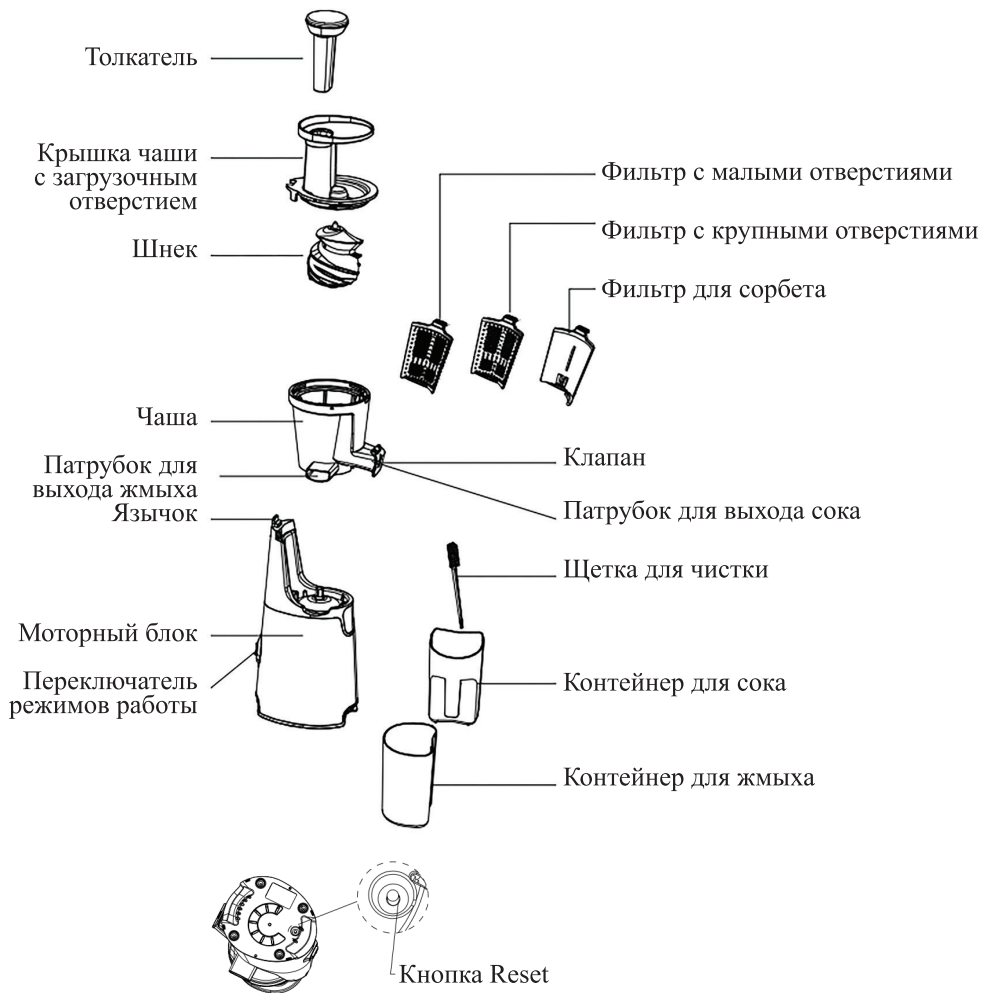 Толкатель
Крышка чаши
с загрузочным
отверстием
Шнек
Фильтр с малыми отверстиями
Фильтр с крупными отверстиями
Фильтр для сорбета
Чаша
Патрубок для
выхода жмыха
Язычок
Клапан
Патрубок для выхода сока
Щетка для чистки
Моторный блок
Переключатель
режимов работы
Контейнер для сока
Контейнер для жмыха
Кнопка Reset